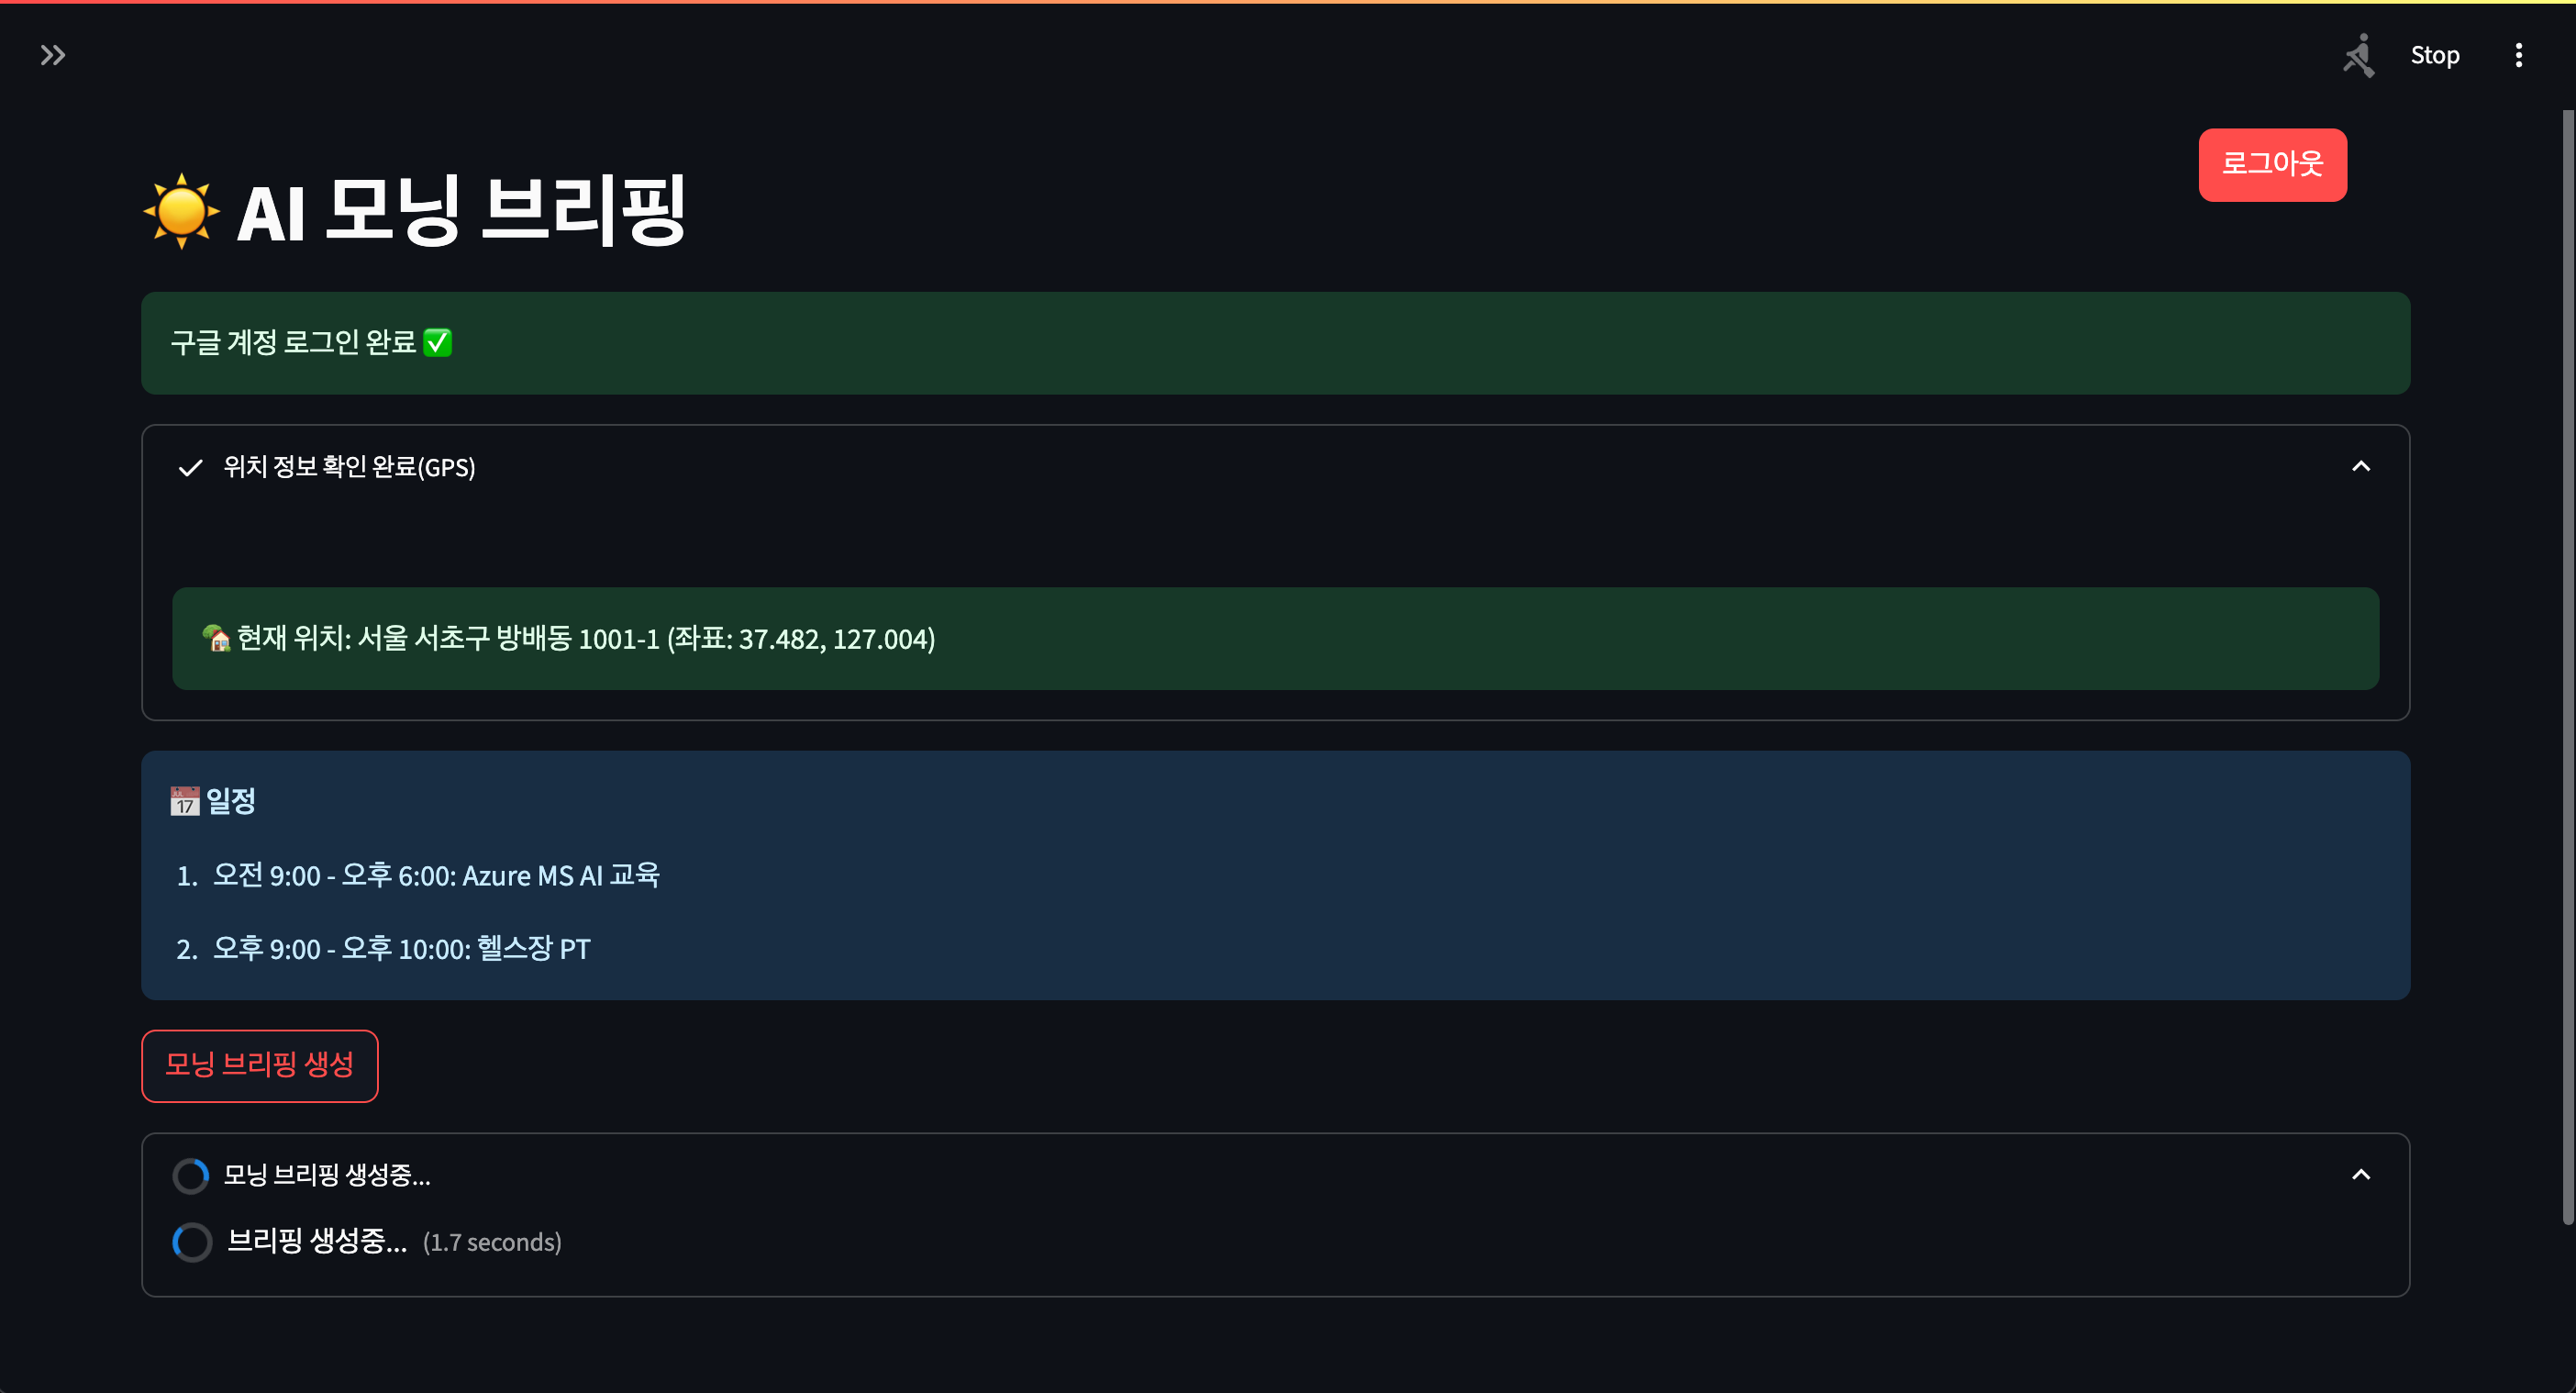 Stop
로그아웃
☀️ AI 모닝 브리핑
구글 계정 로그인 완료 ✅
위치 정보 확인 완료(GPS)
🏡 현재 위치: 서울 서초구 방배동 1001-1 (좌표: 37.482, 127.004)
📅 일정
1. 오전 9:00 - 오후 6:00: Azure MS AI 교육
2. 오후 9:00 - 오후 10:00: 헬스장 PT
모닝 브리핑 생성
모닝 브리핑 생성중...
브리핑 생성중... (1.7 seconds)